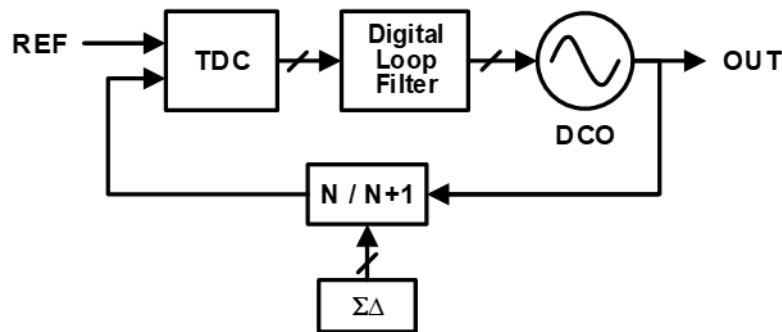 REF
TDC
Digital
Loop
Filter
OUT
DCO
N / N+1
ΣΔ